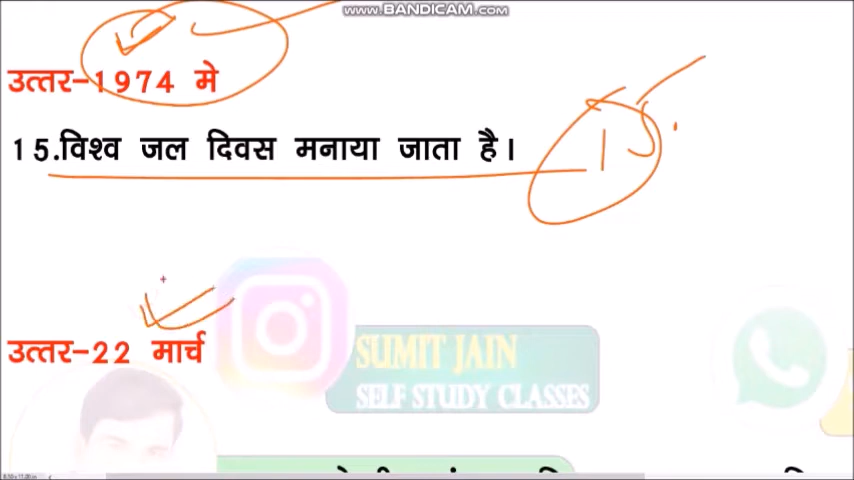 www.BANDICAM.com
उत्तर-1974 मे
15.विश्व जल दिवस मनाया जाता है। 15.
उत्तर-22 मार्च
SUMIT JAIN
SELF STUDY CLASSES